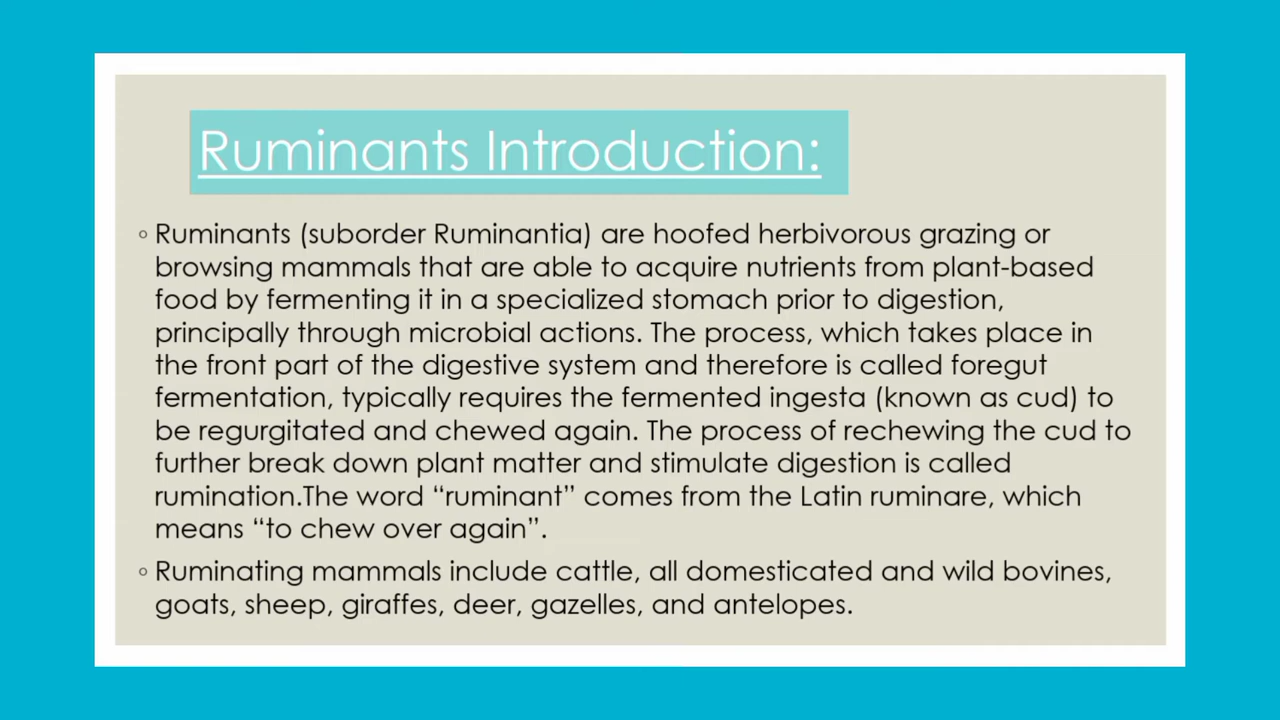 Ruminants Introduction:
◦ Ruminants (suborder Ruminantia) are hoofed herbivorous grazing or
browsing mammals that are able to acquire nutrients from plant-based
food by fermenting it in a specialized stomach prior to digestion,
principally through microbial actions. The process, which takes place in
the front part of the digestive system and therefore is called foregut
fermentation, typically requires the fermented ingesta (known as cud) to
be regurgitated and chewed again. The process of rechewing the cud to
further break down plant matter and stimulate digestion is called
rumination.The word “ruminant” comes from the Latin ruminare, which
means “to chew over again”.
◦ Ruminating mammals include cattle, all domesticated and wild bovines,
goats, sheep, giraffes, deer, gazelles, and antelopes.